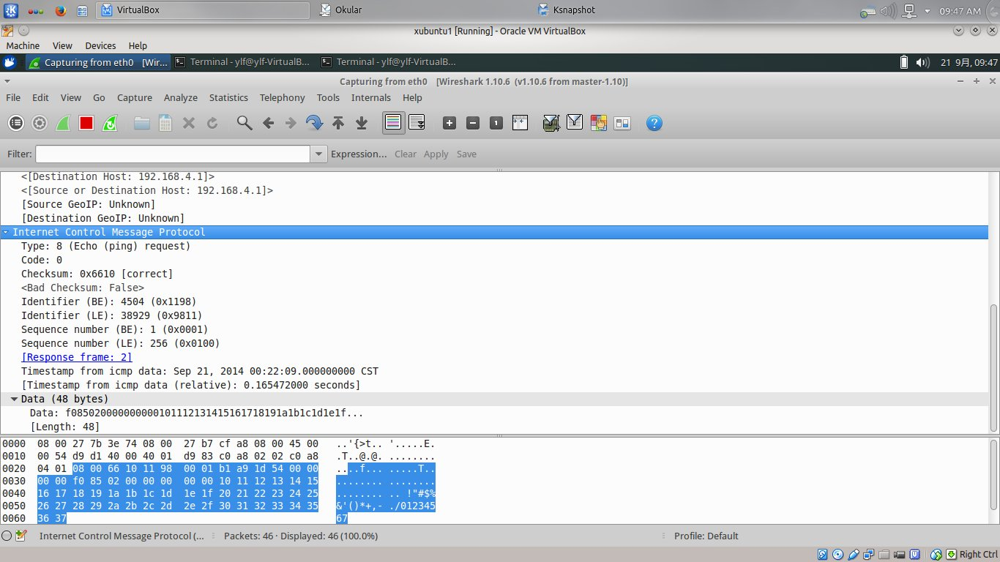 VirtualBox Okular Ksnapshot 09:47 AM
xubuntu1 [Running] - Oracle VM VirtualBox
Machine View Devices Help
Capturing from eth0 [Wir... Terminal - ylf@ylf-VirtualB... Terminal - ylf@ylf-VirtualB... 21 9月, 09:47
Capturing from eth0 [Wireshark 1.10.6 (v1.10.6 from master-1.10)]
File Edit View Go Capture Analyze Statistics Telephony Tools Internals Help
Filter: Expression... Clear Apply Save
<[Destination Host: 192.168.4.1]>
<[Source or Destination Host: 192.168.4.1]>
[Source GeoIP: Unknown]
[Destination GeoIP: Unknown]
Internet Control Message Protocol
Type: 8 (Echo (ping) request)
Code: 0
Checksum: 0x6610 [correct]
<Bad Checksum: False>
Identifier (BE): 4504 (0x1198)
Identifier (LE): 38929 (0x9811)
Sequence number (BE): 1 (0x0001)
Sequence number (LE): 256 (0x0100)
[Response frame: 2]
Timestamp from icmp data: Sep 21, 2014 00:22:09.000000000 CST
[Timestamp from icmp data (relative): 0.165472000 seconds]
Data (48 bytes)
Data: f085020000000000101112131415161718191a1b1c1d1e1f...
[Length: 48]
0000 08 00 27 7b 3e 74 08 00 27 b7 cf a8 08 00 45 00 ..'{>t.. '.....E.
0010 00 54 d9 d1 40 00 40 01 d9 83 c0 a8 02 02 c0 a8 .T..@.@. ........
0020 04 01 08 00 66 10 11 98 00 01 b1 a9 1d 54 00 00 ....f... .....T..
0030 00 00 f0 85 02 00 00 00 00 00 10 11 12 13 14 15 ........ ........
0040 16 17 18 19 1a 1b 1c 1d 1e 1f 20 21 22 23 24 25 ........ .. !"#$%
0050 26 27 28 29 2a 2b 2c 2d 2e 2f 30 31 32 33 34 35 &'()*+,- ./012345
0060 36 37 67
Internet Control Message Protocol (... Packets: 46 · Displayed: 46 (100.0%) Profile: Default
Right Ctrl